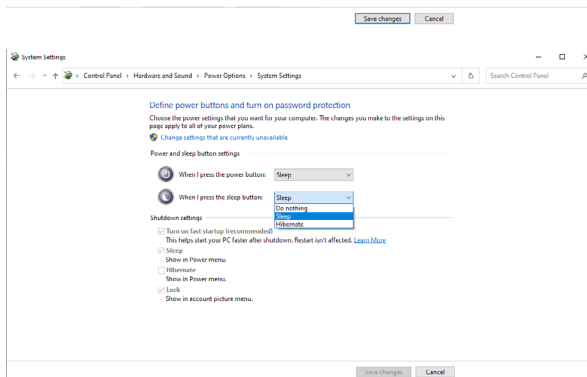 Save changes Cancel
System Settings
Control Panel > Hardware and Sound > Power Options > System Settings
Search Control Panel
Define power buttons and turn on password protection
Choose the power settings that you want for your computer. The changes you make to the settings on this
page apply to all of your power plans.
Change settings that are currently unavailable
Power and sleep button settings
When I press the power button: Sleep
When I press the sleep button: Sleep
Do nothing
Sleep
Hibernate
Shutdown settings
Turn on fast startup (recommended)
This helps start your PC faster after shutdown. Restart isn't affected. Learn More
Sleep
Show in Power menu.
Hibernate
Show in Power menu.
Lock
Show in account picture menu.
Save changes Cancel